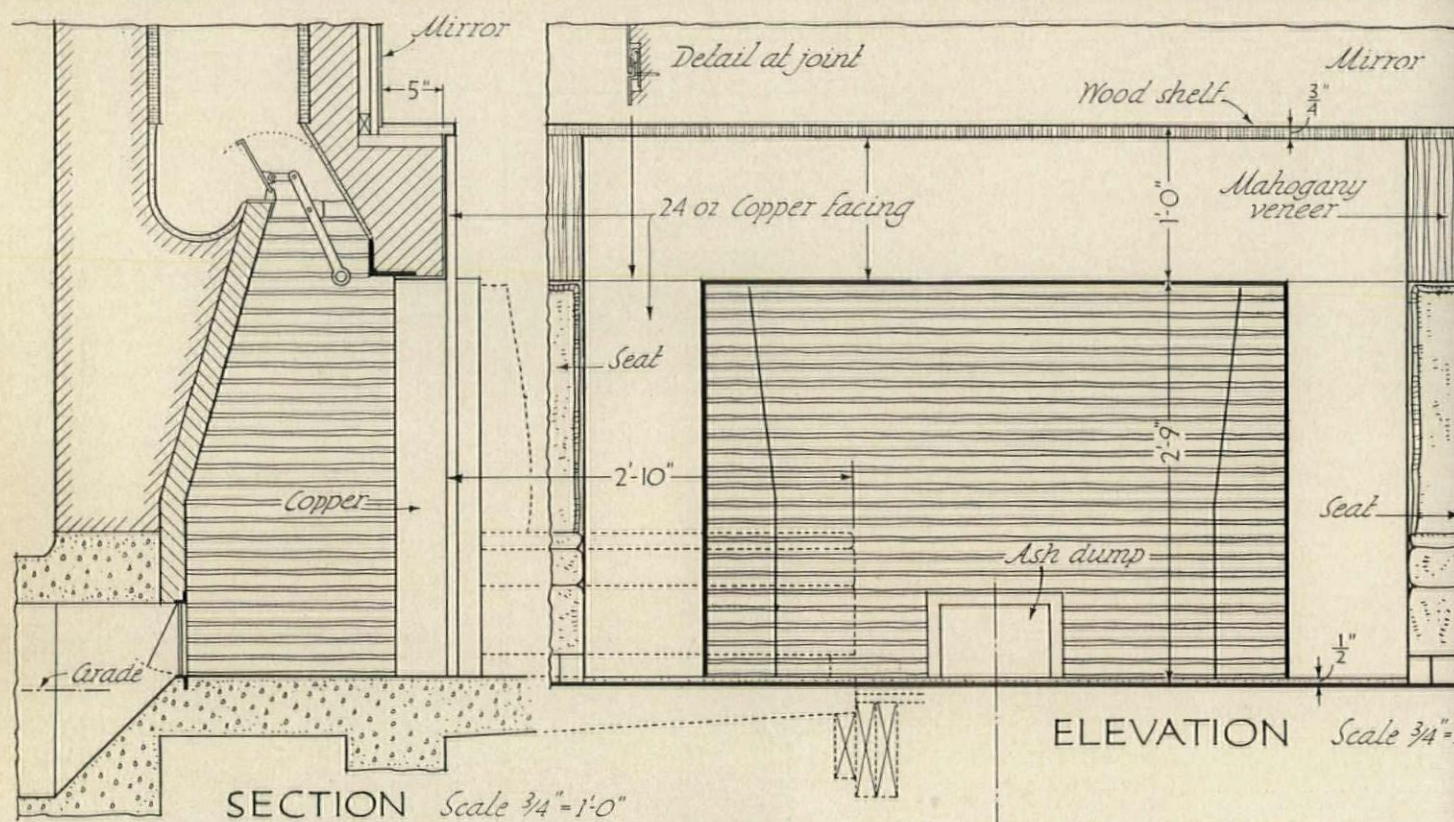 Mirror
5"
Detail at joint
Mirror
Wood shelf
3/4"
24 oz Copper facing
1'-0"
Mahogany
veneer
Seat
2'-10"
2'-9"
Copper
Seat
Ash dump
1/2"
Grade
ELEVATION Scale 3/4"=
SECTION Scale 3/4"=1'-0"